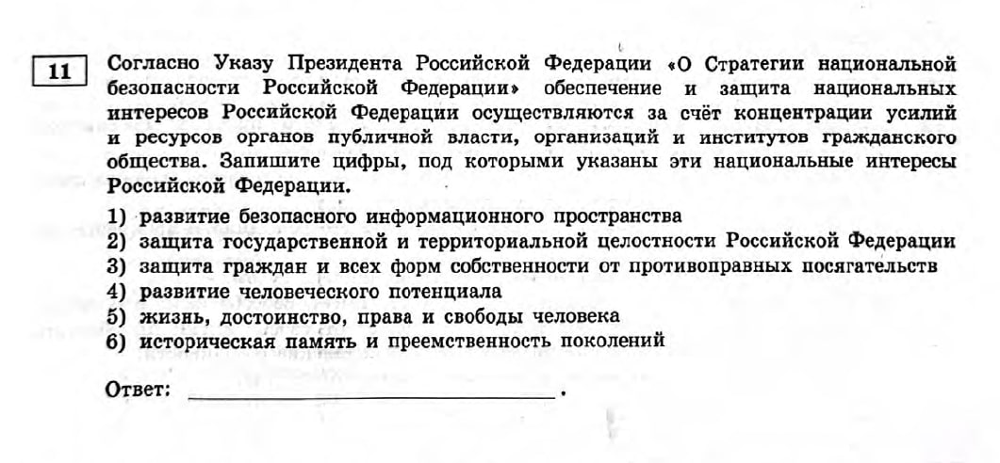 11
Согласно Указу Президента Российской Федерации «О Стратегии национальной
безопасности Российской Федерации» обеспечение и защита национальных
интересов Российской Федерации осуществляются за счёт концентрации усилий
и ресурсов органов публичной власти, организаций и институтов гражданского
общества. Запишите цифры, под которыми указаны эти национальные интересы
Российской Федерации.
1) развитие безопасного информационного пространства
2) защита государственной и территориальной целостности Российской Федерации
3) защита граждан и всех форм собственности от противоправных посягательств
4) развитие человеческого потенциала
5) жизнь, достоинство, права и свободы человека
6) историческая память и преемственность поколений
Ответ: ____________________ .